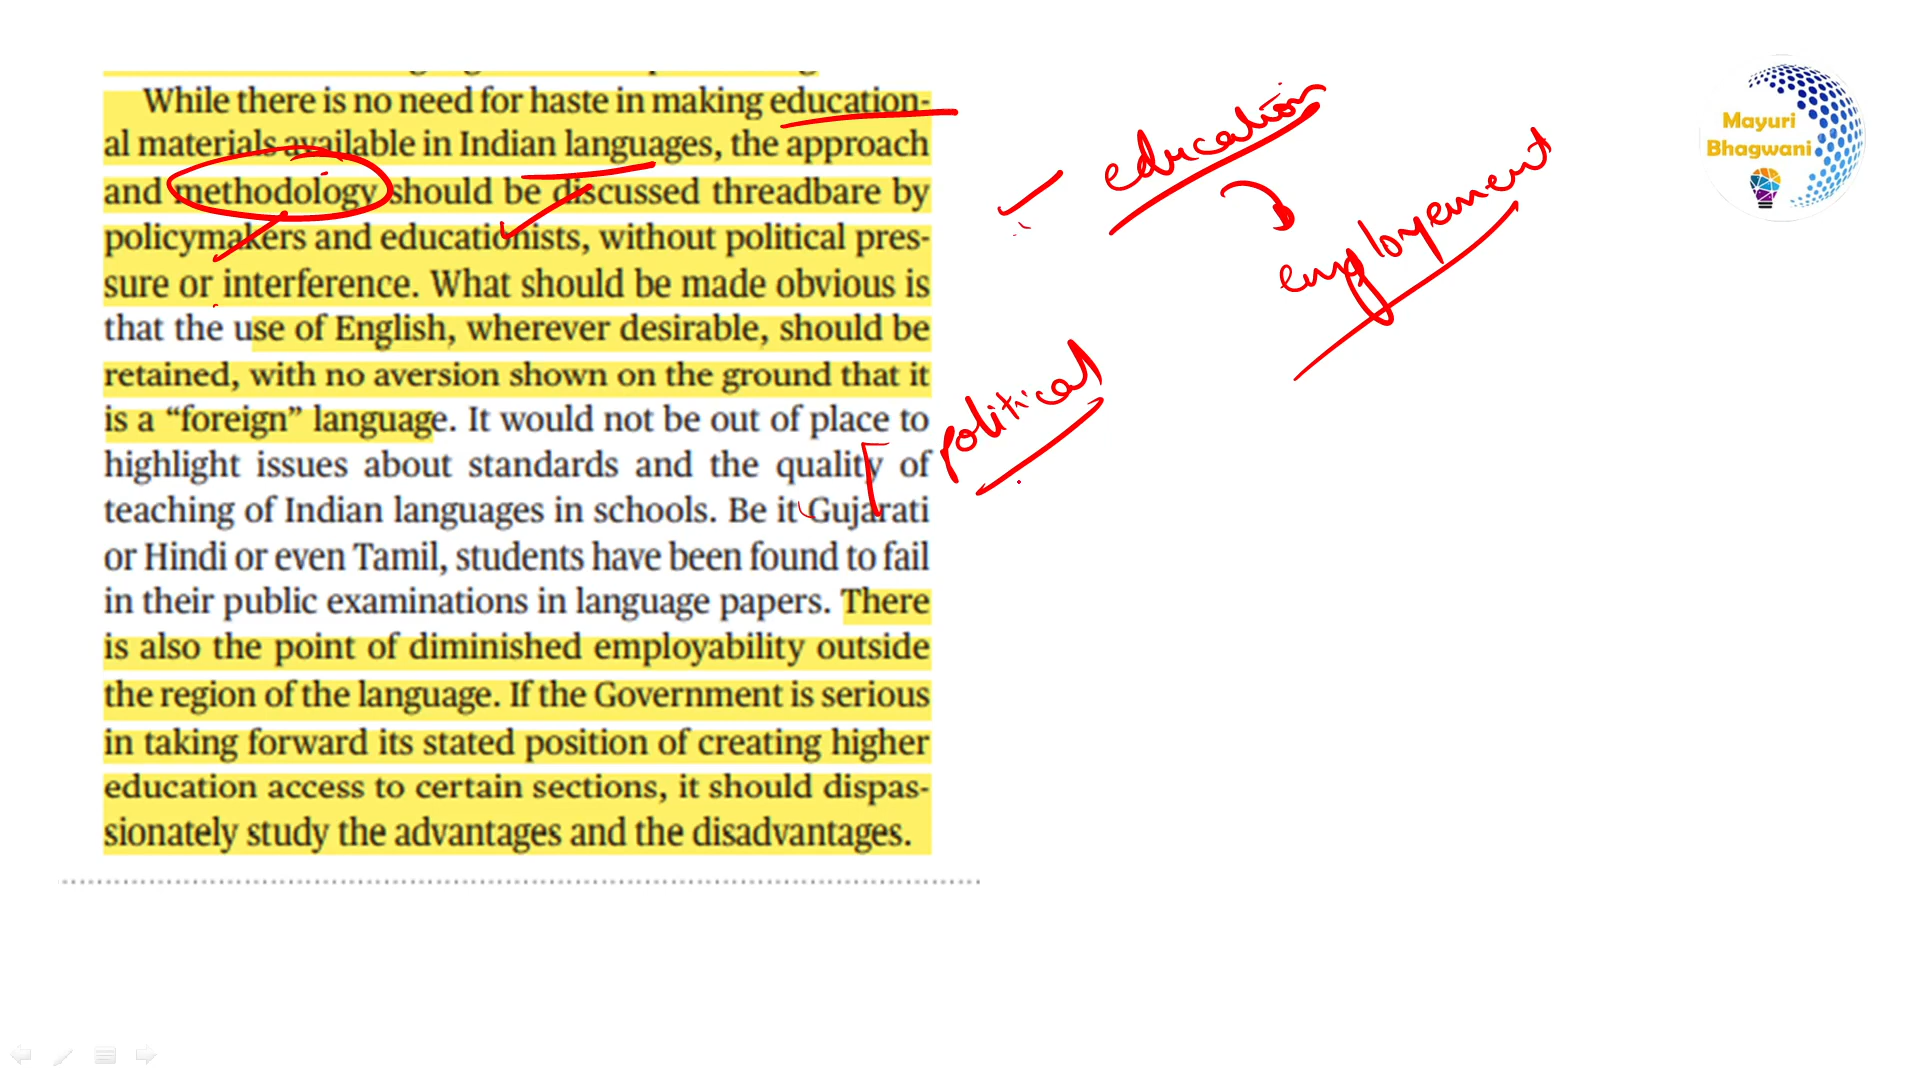 While there is no need for haste in making education-
al materials available in Indian languages, the approach
and methodology should be discussed threadbare by
policymakers and educationists, without political pres-
sure or interference. What should be made obvious is
that the use of English, wherever desirable, should be
retained, with no aversion shown on the ground that it
is a “foreign” language. It would not be out of place to
highlight issues about standards and the quality of
teaching of Indian languages in schools. Be it Gujarati
or Hindi or even Tamil, students have been found to fail
in their public examinations in language papers. There
is also the point of diminished employability outside
the region of the language. If the Government is serious
in taking forward its stated position of creating higher
education access to certain sections, it should dispas-
sionately study the advantages and the disadvantages.
education
employement
political
Mayuri
Bhagwani